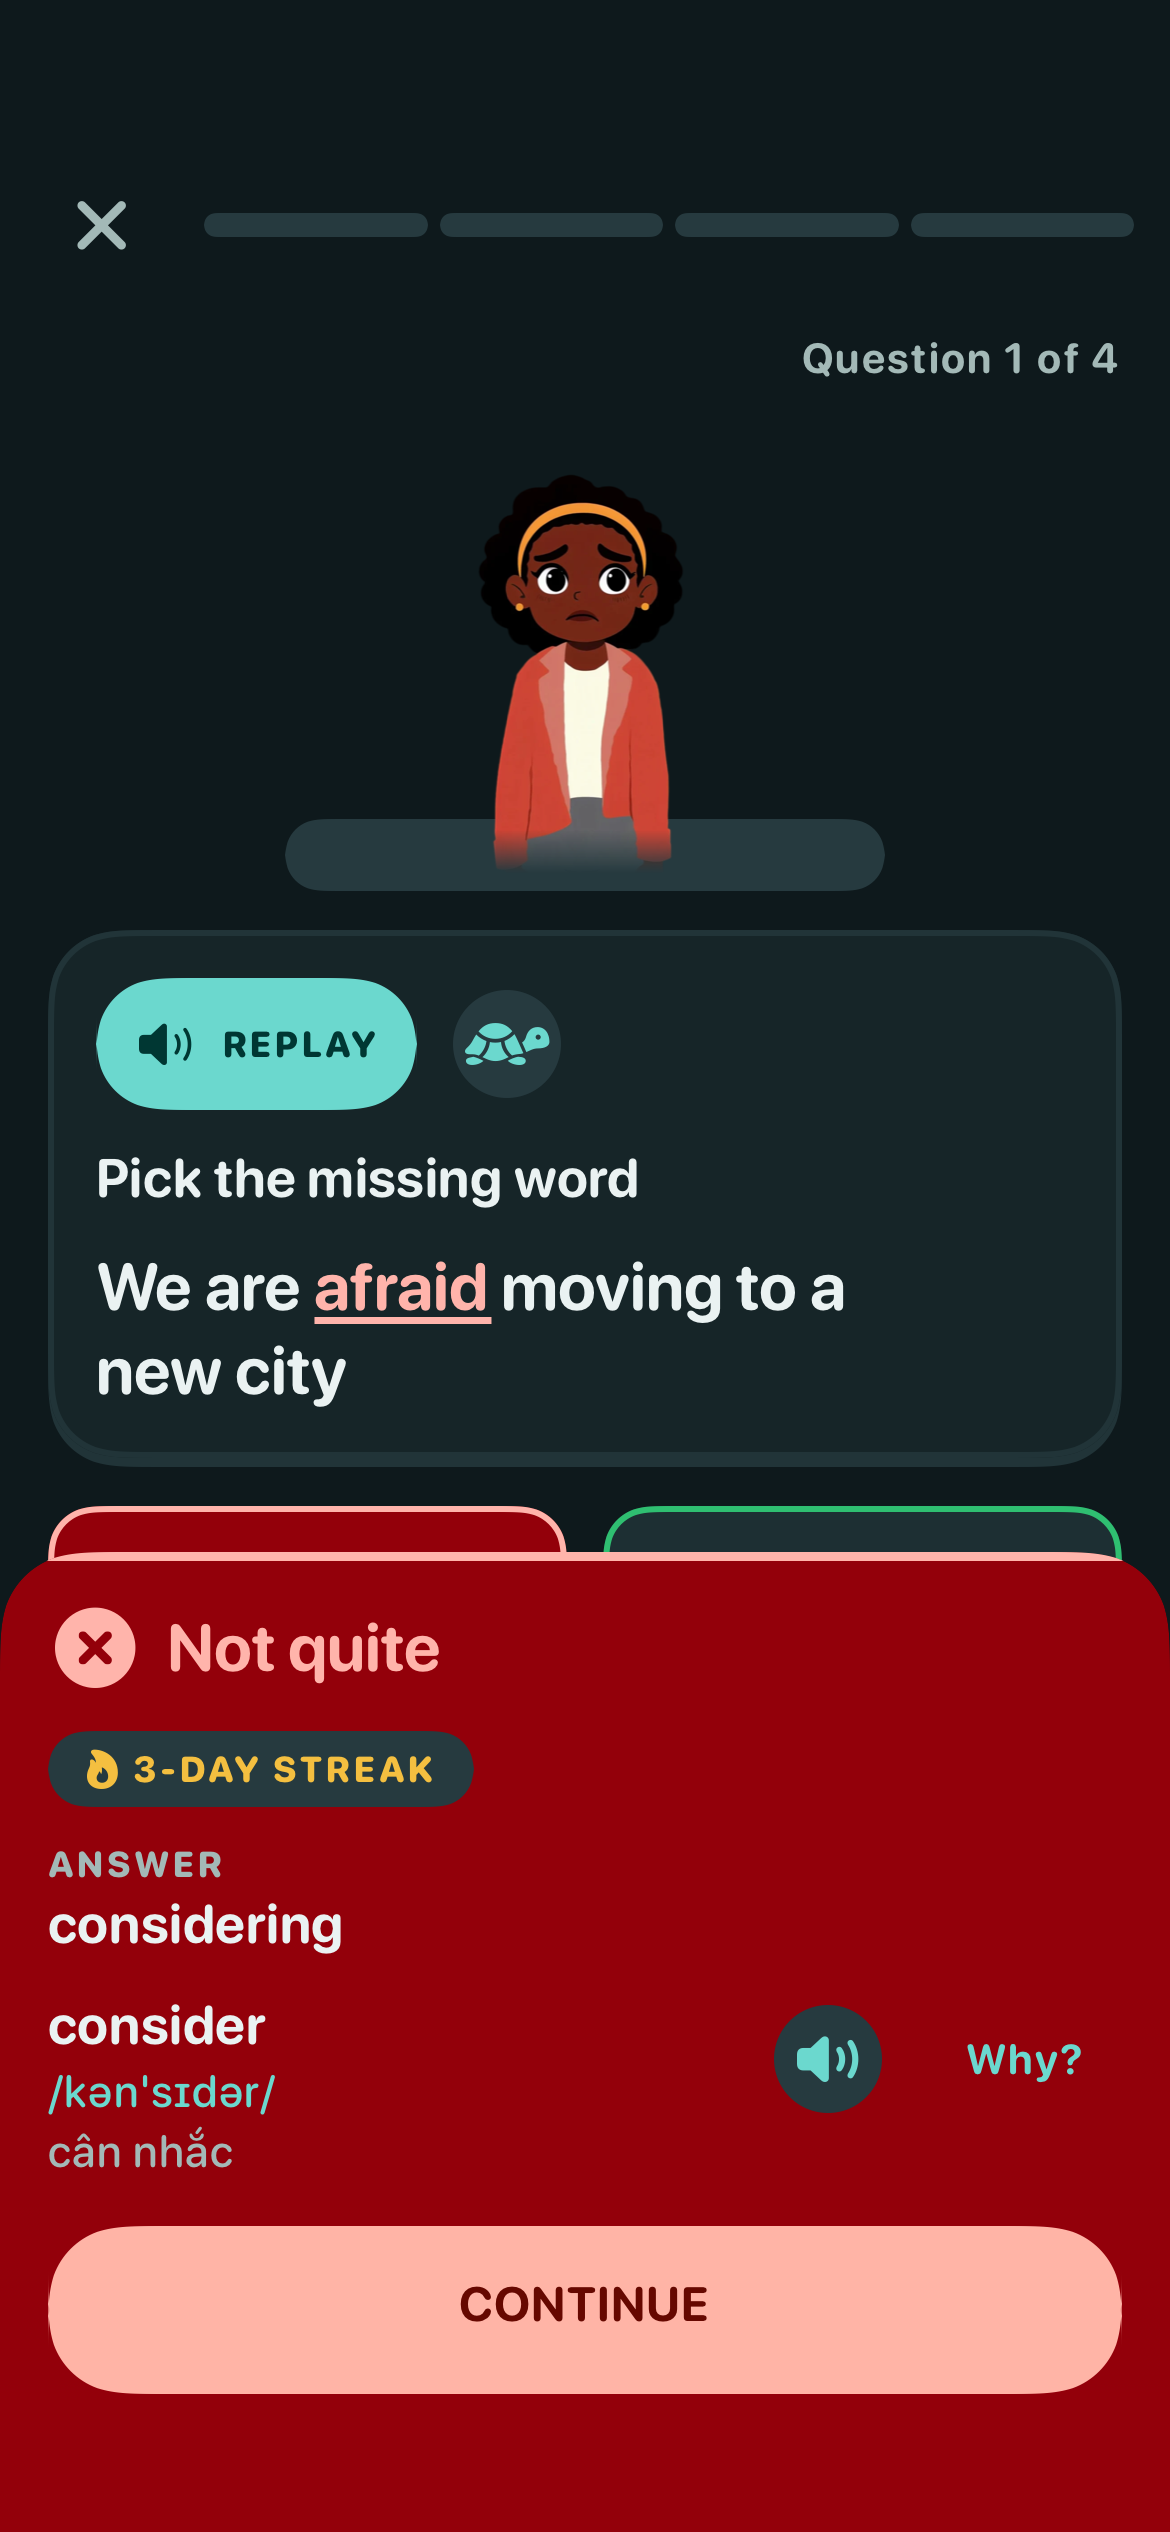 Question 1 of 4
REPLAY
Pick the missing word
We are afraid moving to a
new city
Not quite
3-DAY STREAK
ANSWER
considering
consider
/kən'sɪdər/
cân nhắc
Why?
CONTINUE